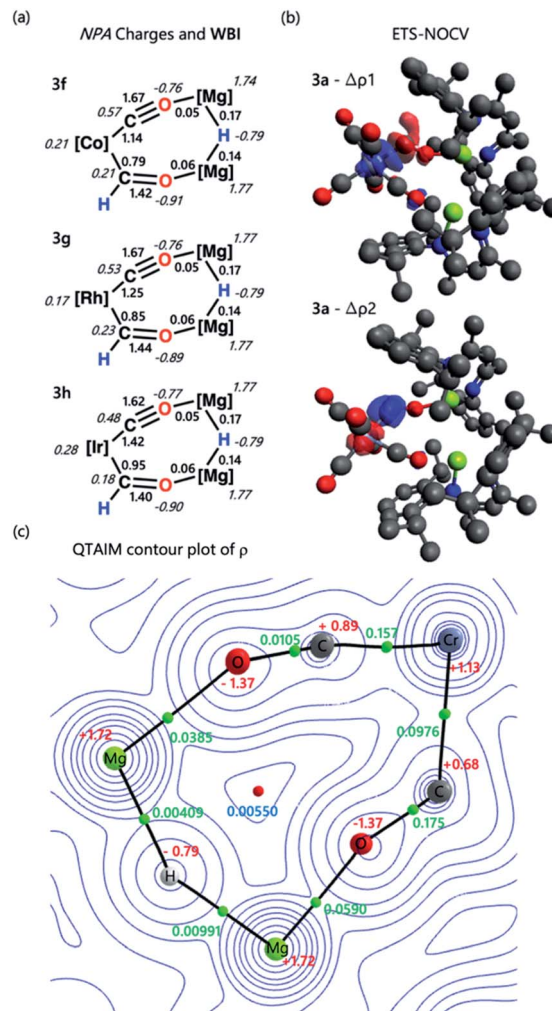 (a) NPA Charges and WBI
(b) ETS-NOCV
3f
1.67 -0.76 [Mg] 1.74
0.57 C O 0.05 0.17
0.21 [Co] 1.14 H -0.79
0.79 0.14
0.21 C O 0.06 [Mg]
H 1.42 -0.91 1.77
3g
1.67 -0.76 [Mg] 1.77
0.53 C O 0.05 0.17
0.17 [Rh] 1.25 H -0.79
0.85 0.14
0.23 C O 0.06 [Mg]
H 1.44 -0.89 1.77
3h
1.62 -0.77 [Mg] 1.77
0.48 C O 0.05 0.17
0.28 [Ir] 1.42 H -0.79
0.95 0.14
0.18 C O 0.06 [Mg]
H 1.40 -0.90 1.77
3a - Δρ1
3a - Δρ2
(c) QTAIM contour plot of ρ
+ 0.89
0.0105 C 0.157 Cr
O +1.13
- 1.37
+1.72 0.0385 0.0976
Mg +0.68
0.00550 C
0.00409 -1.37 0.175
- 0.79 O
H 0.0590
0.00991
Mg
+1.72